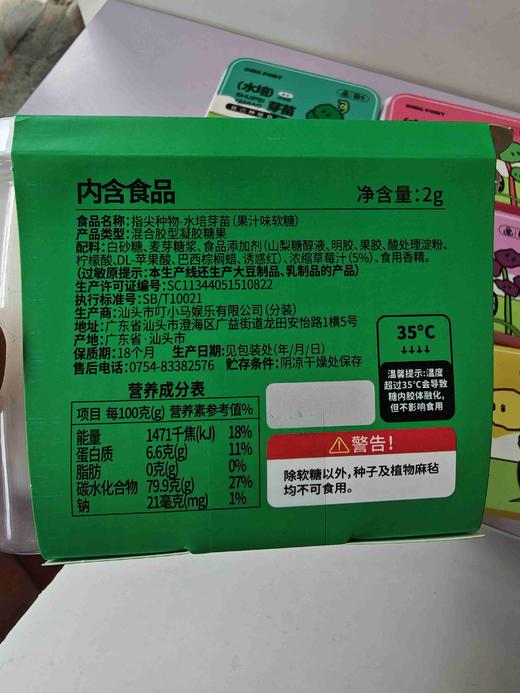 DING PONY
(水培)
SHUIPEI
YAMIAO
芽苗
内含食品
净含量：2g
食品名称：指尖种物-水培芽苗（果汁味软糖）
产品类型：混合胶型凝胶糖果
配料：白砂糖、麦芽糖浆、食品添加剂（山梨糖醇液、明胶、果胶、酸处理淀粉、
柠檬酸、DL-苹果酸、巴西棕榈蜡、诱惑红）、浓缩草莓汁（5%）、食用香精。
（过敏原提示：本生产线还生产大豆制品、乳制品的产品）
生产许可证编号：SC11344051510822
执行标准号：SB/T10021
生产商：汕头市叮小马娱乐有限公司（分装）
地址：广东省汕头市澄海区广益街道龙田安怡路1横5号
产地：广东省·汕头市
保质期：18个月 生产日期：见包装处（年/月/日）
售后电话：0754-83382576 贮存条件：阴凉干燥处保存
35°C
↓↓↓↓
温馨提示：温度
超过35℃会导致
糖内胶体融化，
但不影响食用
营养成分表
项目 每100克(g) 营养素参考值%
能量 1471千焦(kJ) 18%
蛋白质 6.6克(g) 11%
脂肪 0克(g) 0%
碳水化合物 79.9克(g) 27%
钠 21毫克(mg) 1%
警告！
除软糖以外，种子及植物麻毡
均不可食用。